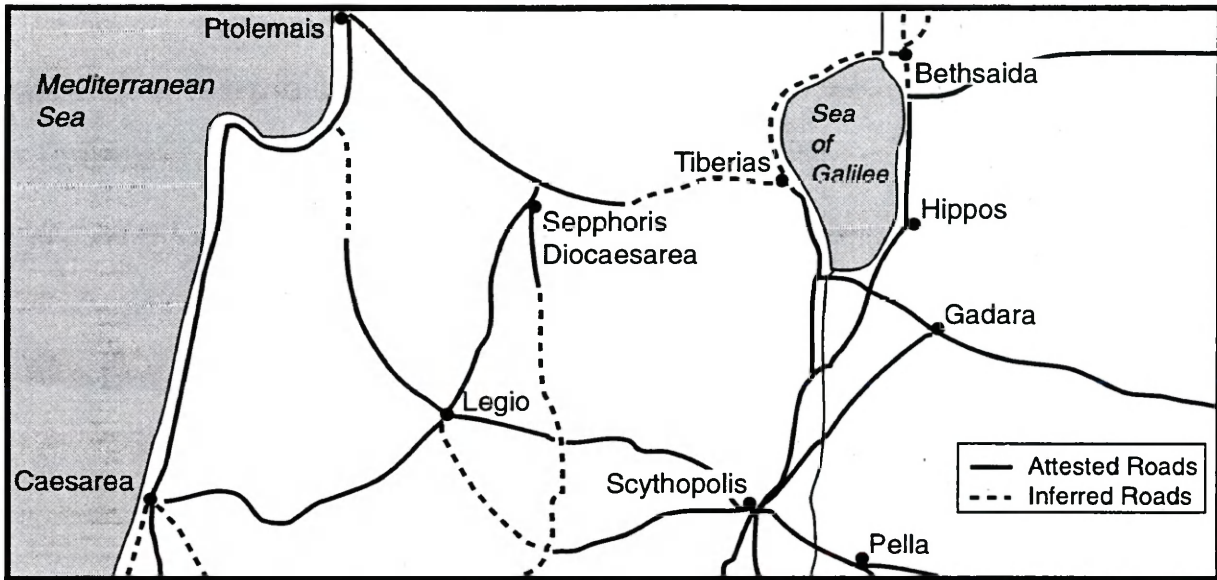 Ptolemais
Mediterranean
Sea
Bethsaida
Sea
of
Galilee
Tiberias
Hippos
Sepphoris
Diocaesarea
Gadara
Legio
Attested Roads
Inferred Roads
Caesarea
Scythopolis
Pella